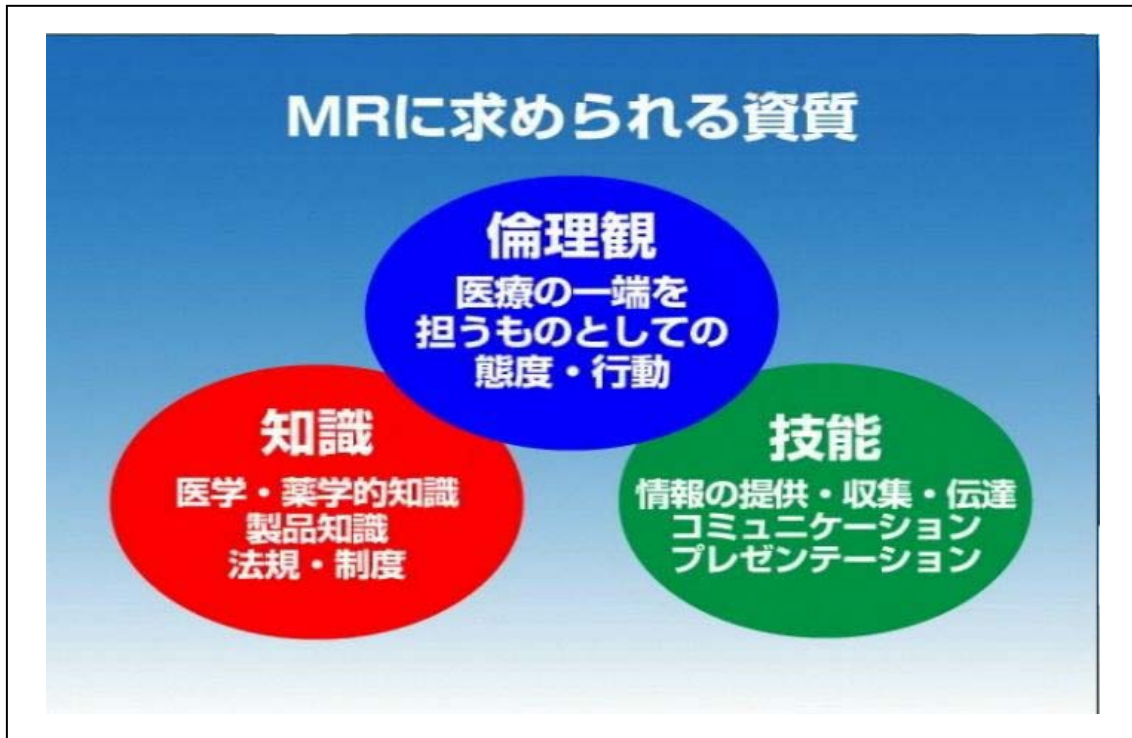 MRに求められる資質
倫理観
医療の一端を
担うものとしての
態度・行動
知識
医学・薬学的知識
製品知識
法規・制度
技能
情報の提供・収集・伝達
コミュニケーション
プレゼンテーション